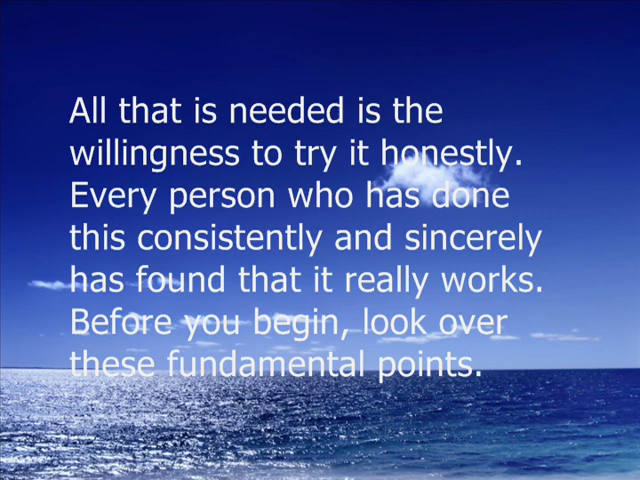 All that is needed is the
willingness to try it honestly.
Every person who has done
this consistently and sincerely
has found that it really works.
Before you begin, look over
these fundamental points.